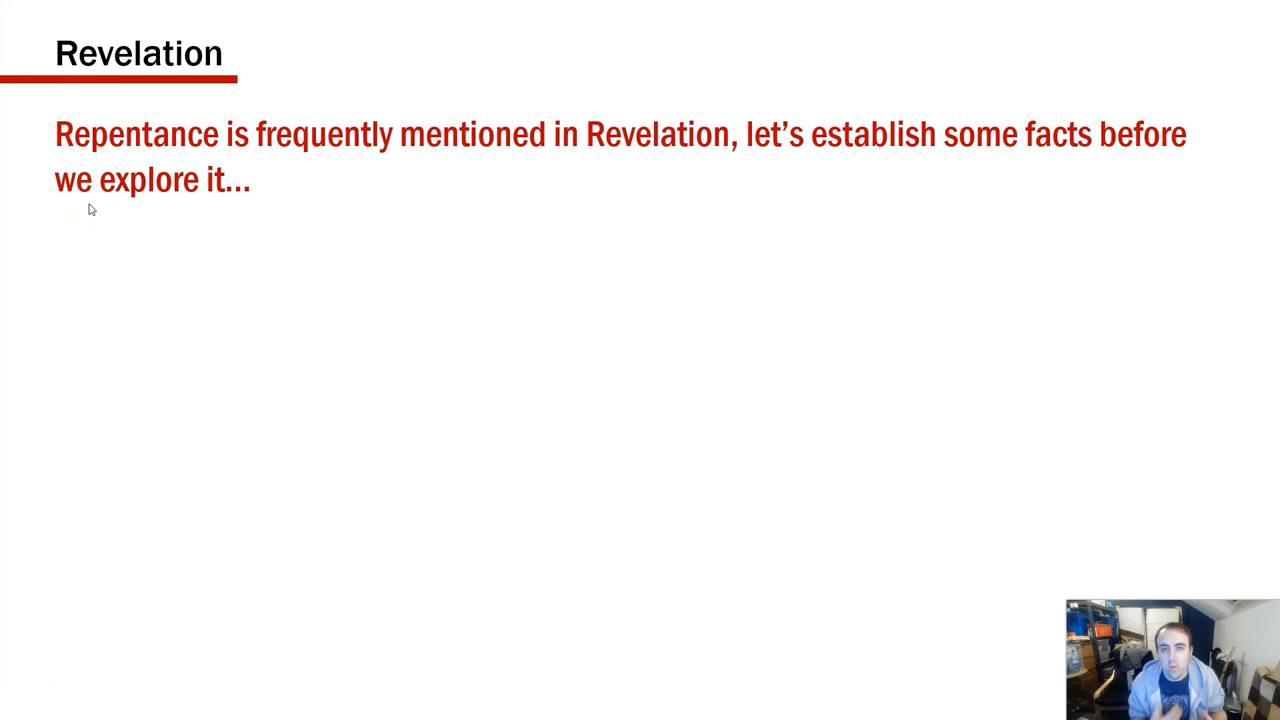 Revelation
Repentance is frequently mentioned in Revelation, let’s establish some facts before
we explore it...